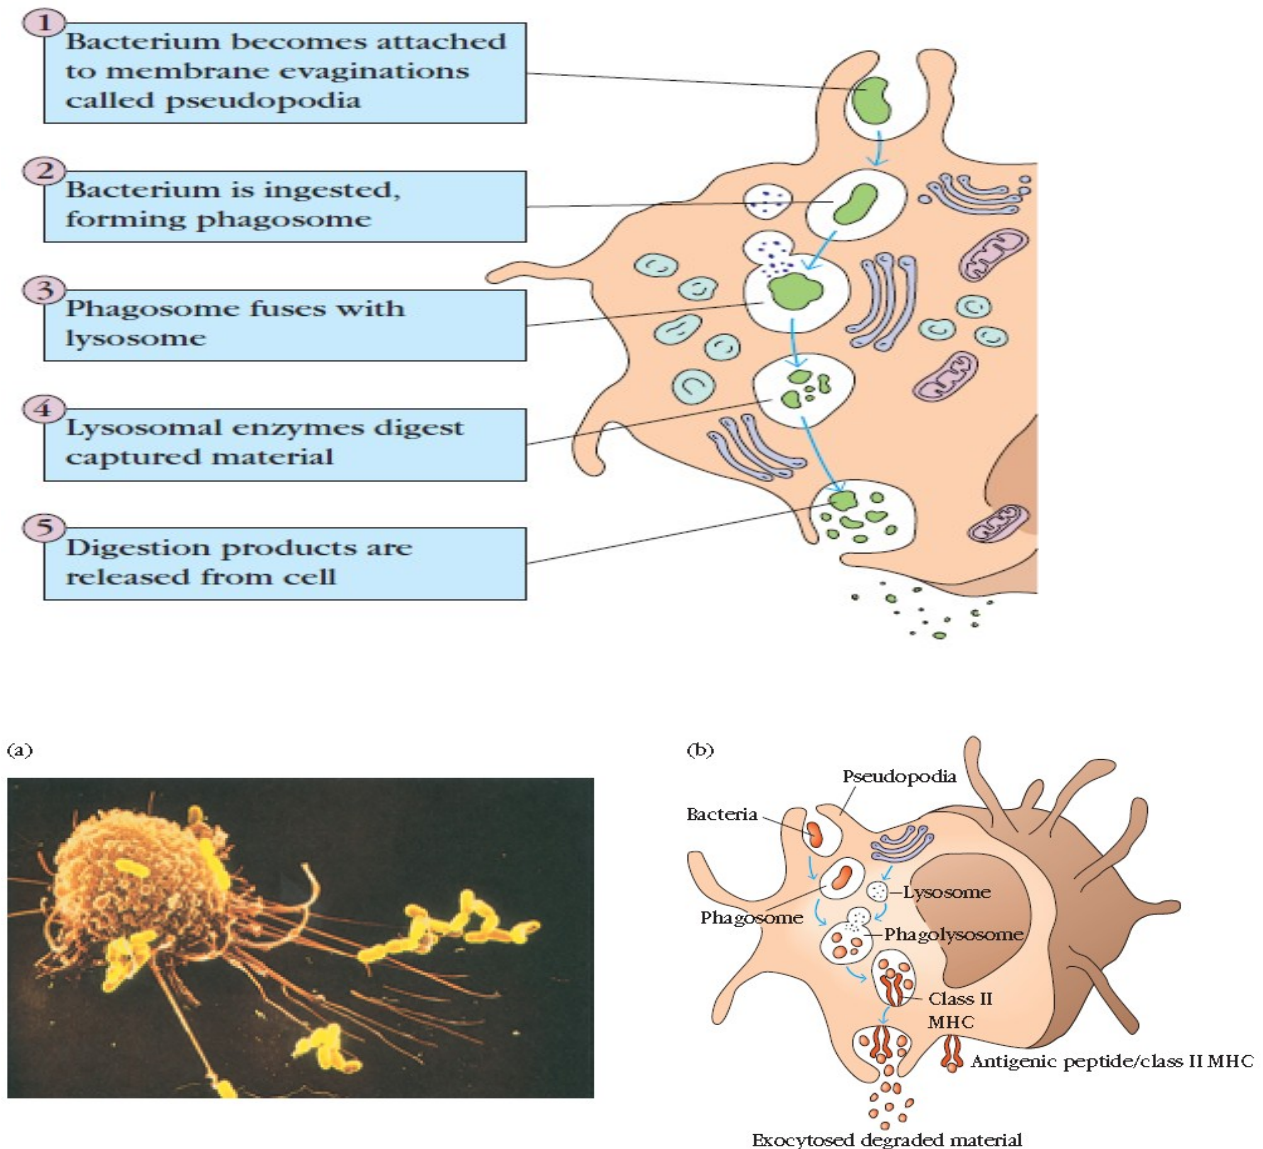 1
Bacterium becomes attached
to membrane evaginations
called pseudopodia
2
Bacterium is ingested,
forming phagosome
3
Phagosome fuses with
lysosome
4
Lysosomal enzymes digest
captured material
5
Digestion products are
released from cell
(a)
(b)
Pseudopodia
Bacteria
Lysosome
Phagosome
Phagolysosome
Class II
MHC
Antigenic peptide/class II MHC
Exocytosed degraded material